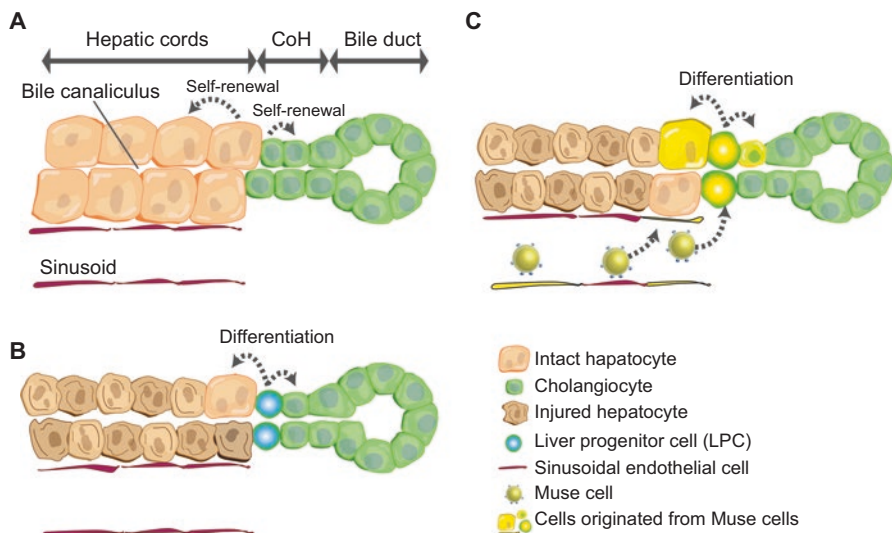 A
Hepatic cords
CoH
Bile duct
Bile canaliculus
Self-renewal
Self-renewal
Sinusoid
B
Differentiation
C
Differentiation
Intact hapatocyte
Cholangiocyte
Injured hepatocyte
Liver progenitor cell (LPC)
Sinusoidal endothelial cell
Muse cell
Cells originated from Muse cells